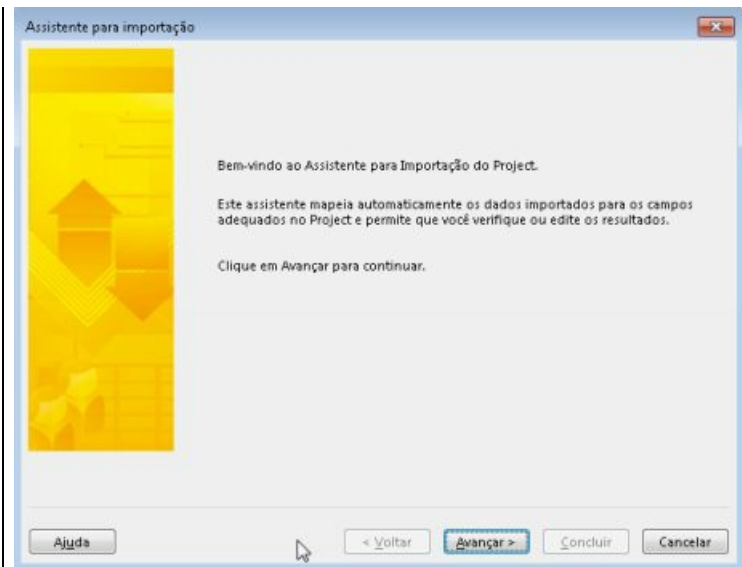 Assistente para importação
Bem-vindo ao Assistente para Importação do Project.
Este assistente mapeia automaticamente os dados importados para os campos
adequados no Project e permite que você verifique ou edite os resultados.
Clique em Avançar para continuar.
Ajuda
< Voltar
Avançar >
Concluir
Cancelar